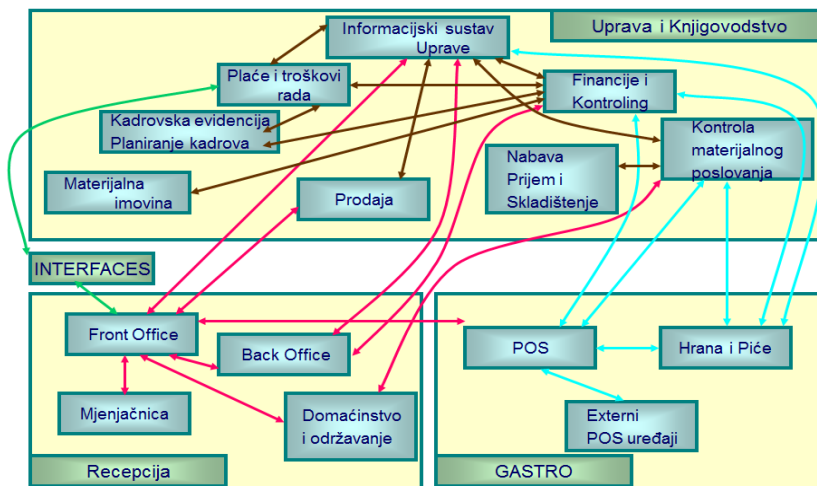 Informacijski sustav
Uprave
Uprava i Knjigovodstvo
Plaće i troškovi
rada
Financije i
Kontroling
Kadrovska evidencija
Planiranje kadrova
Kontrola
materijalnog
poslovanja
Nabava
Prijem i
Skladištenje
Materijalna
imovina
Prodaja
INTERFACES
Front Office
Back Office
POS
Hrana i Piće
Mjenjačnica
Domaćinstvo
i održavanje
Externi
POS uređaji
Recepcija
GASTRO